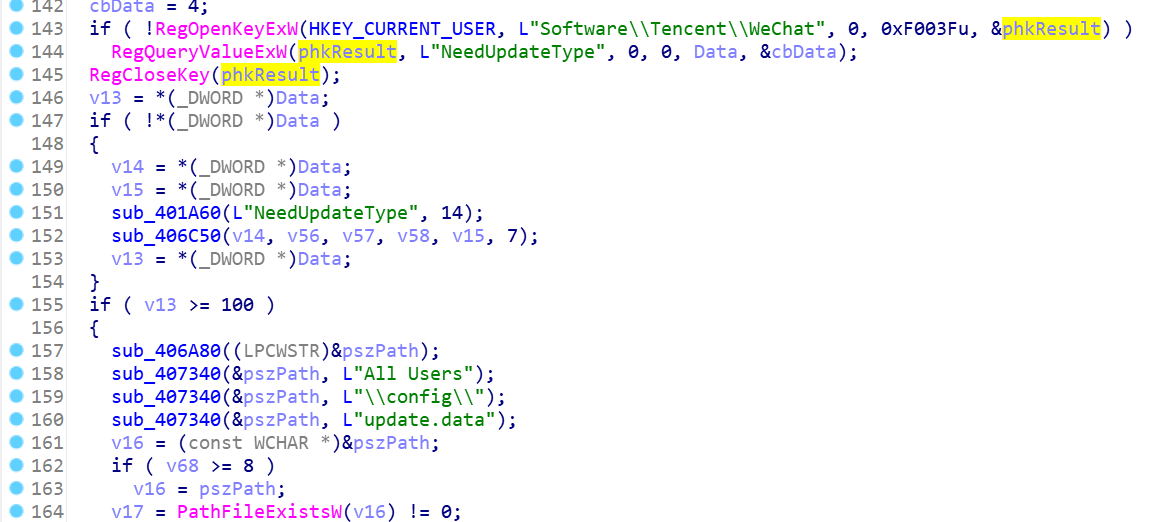 142 cbData = 4;
143 if ( !RegOpenKeyExW(HKEY_CURRENT_USER, L"Software\\Tencent\\WeChat", 0, 0xF003Fu, &phkResult) )
144 RegQueryValueExW(phkResult, L"NeedUpdateType", 0, 0, Data, &cbData);
145 RegCloseKey(phkResult);
146 v13 = *(_DWORD *)Data;
147 if ( !*(_DWORD *)Data )
148 {
149 v14 = *(_DWORD *)Data;
150 v15 = *(_DWORD *)Data;
151 sub_401A60(L"NeedUpdateType", 14);
152 sub_406C50(v14, v56, v57, v58, v15, 7);
153 v13 = *(_DWORD *)Data;
154 }
155 if ( v13 >= 100 )
156 {
157 sub_406A80((LPCWSTR)&pszPath);
158 sub_407340(&pszPath, L"All Users");
159 sub_407340(&pszPath, L"\\config\\");
160 sub_407340(&pszPath, L"update.data");
161 v16 = (const WCHAR *)&pszPath;
162 if ( v68 >= 8 )
163 v16 = pszPath;
164 v17 = PathFileExistsW(v16) != 0;